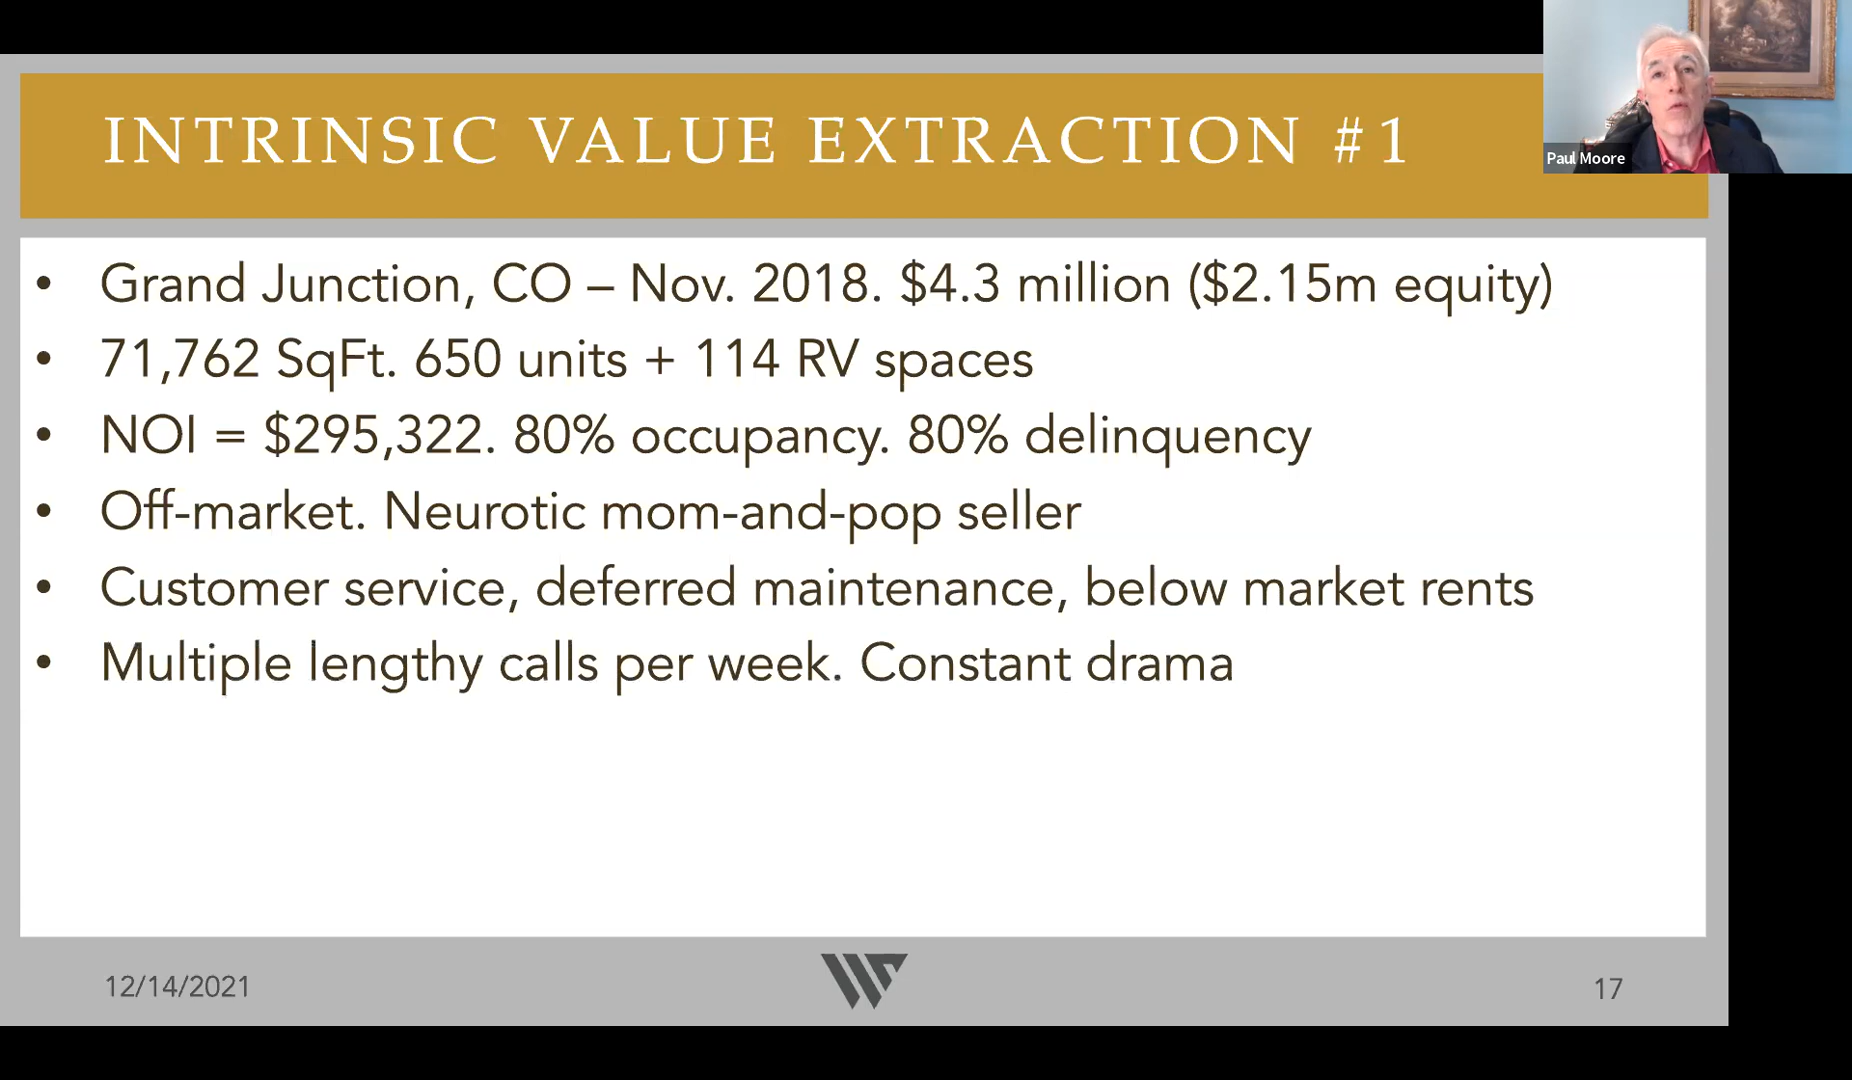 INTRINSIC VALUE EXTRACTION #1
Paul Moore
• Grand Junction, CO – Nov. 2018. $4.3 million ($2.15m equity)
• 71,762 SqFt. 650 units + 114 RV spaces
• NOI = $295,322. 80% occupancy. 80% delinquency
• Off-market. Neurotic mom-and-pop seller
• Customer service, deferred maintenance, below market rents
• Multiple lengthy calls per week. Constant drama
12/14/2021
17